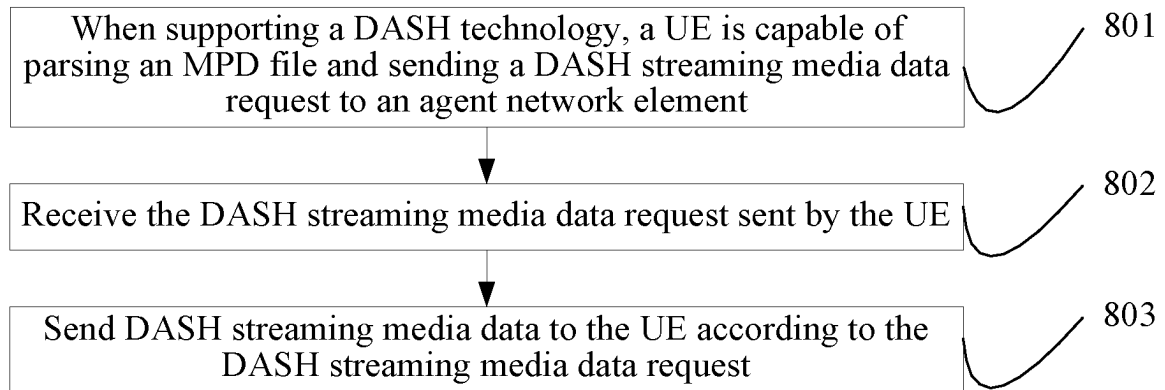 When supporting a DASH technology, a UE is capable of
parsing an MPD file and sending a DASH streaming media data
request to an agent network element
801
Receive the DASH streaming media data request sent by the UE
802
Send DASH streaming media data to the UE according to the
DASH streaming media data request
803